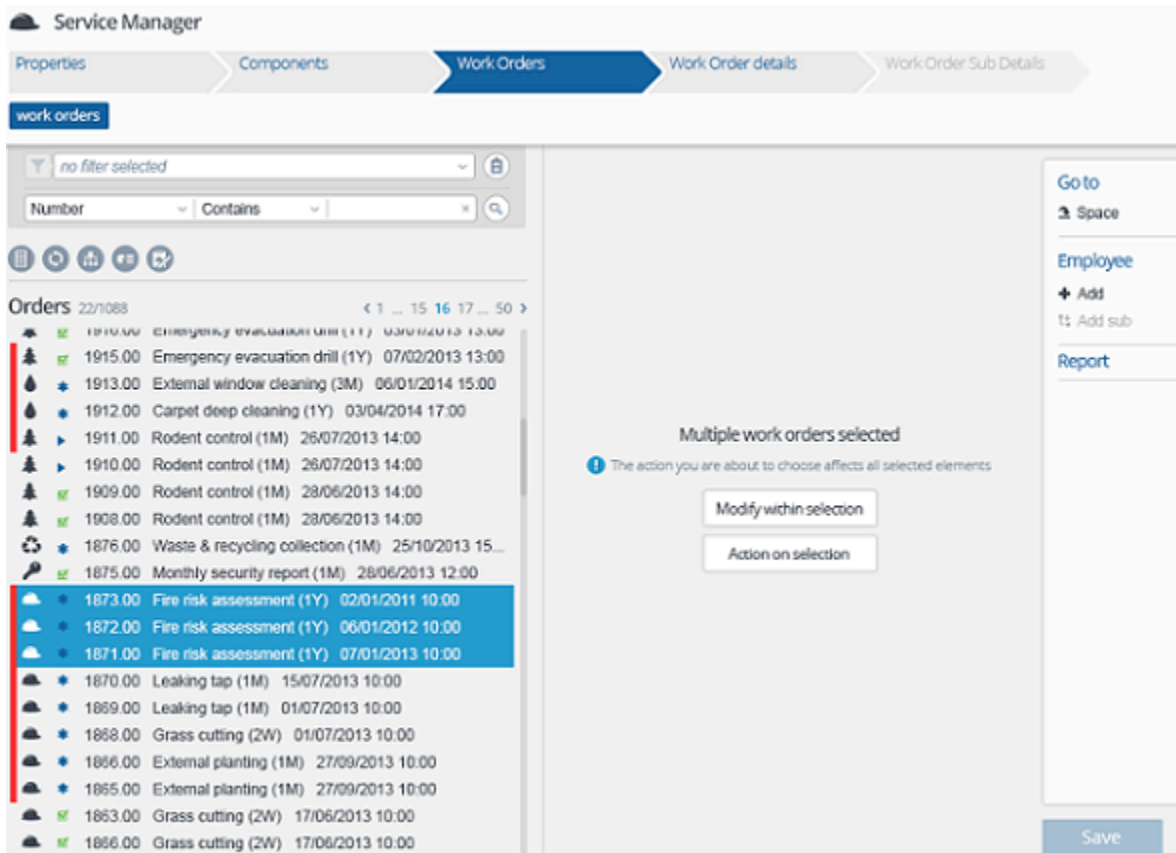 Service Manager
Properties Components Work Orders Work Order details Work Order Sub Details
work orders
no filter selected
Number Contains
Go to
Space
Employee
Add
Add sub
Report
Orders 22/1088 < 1 ... 15 16 17 ... 50 >
1916.00 Emergency evacuation drill (1Y) 03/01/2013 13:00
1915.00 Emergency evacuation drill (1Y) 07/02/2013 13:00
1913.00 External window cleaning (3M) 06/01/2014 15:00
1912.00 Carpet deep cleaning (1Y) 03/04/2014 17:00
1911.00 Rodent control (1M) 26/07/2013 14:00
1910.00 Rodent control (1M) 26/07/2013 14:00
1909.00 Rodent control (1M) 28/06/2013 14:00
1908.00 Rodent control (1M) 28/06/2013 14:00
1876.00 Waste & recycling collection (1M) 25/10/2013 15...
1875.00 Monthly security report (1M) 28/06/2013 12:00
1873.00 Fire risk assessment (1Y) 02/01/2011 10:00
1872.00 Fire risk assessment (1Y) 06/01/2012 10:00
1871.00 Fire risk assessment (1Y) 07/01/2013 10:00
1870.00 Leaking tap (1M) 15/07/2013 10:00
1869.00 Leaking tap (1M) 01/07/2013 10:00
1868.00 Grass cutting (2W) 01/07/2013 10:00
1866.00 External planting (1M) 27/09/2013 10:00
1865.00 External planting (1M) 27/09/2013 10:00
1863.00 Grass cutting (2W) 17/06/2013 10:00
1866.00 Grass cutting (2W) 17/06/2013 10:00
Multiple work orders selected
The action you are about to choose affects all selected elements
Modify within selection
Action on selection
Save